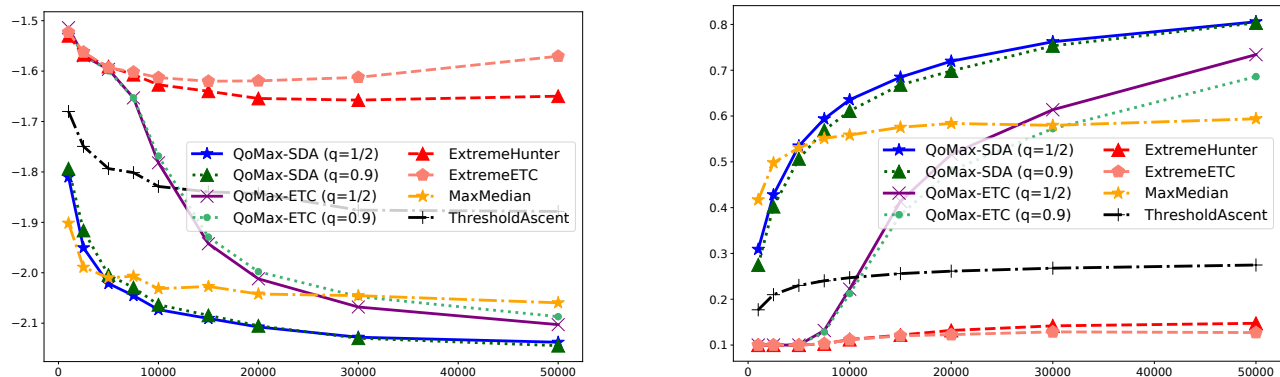 −1.5
−1.6
−1.7
−1.8
−1.9
−2.0
−2.1
0 10000 20000 30000 40000 50000
QoMax-SDA (q=1/2) ExtremeHunter
QoMax-SDA (q=0.9) ExtremeETC
QoMax-ETC (q=1/2) MaxMedian
QoMax-ETC (q=0.9) ThresholdAscent
0.8
0.7
0.6
0.5
0.4
0.3
0.2
0.1
0 10000 20000 30000 40000 50000
QoMax-SDA (q=1/2) ExtremeHunter
QoMax-SDA (q=0.9) ExtremeETC
QoMax-ETC (q=1/2) MaxMedian
QoMax-ETC (q=0.9) ThresholdAscent